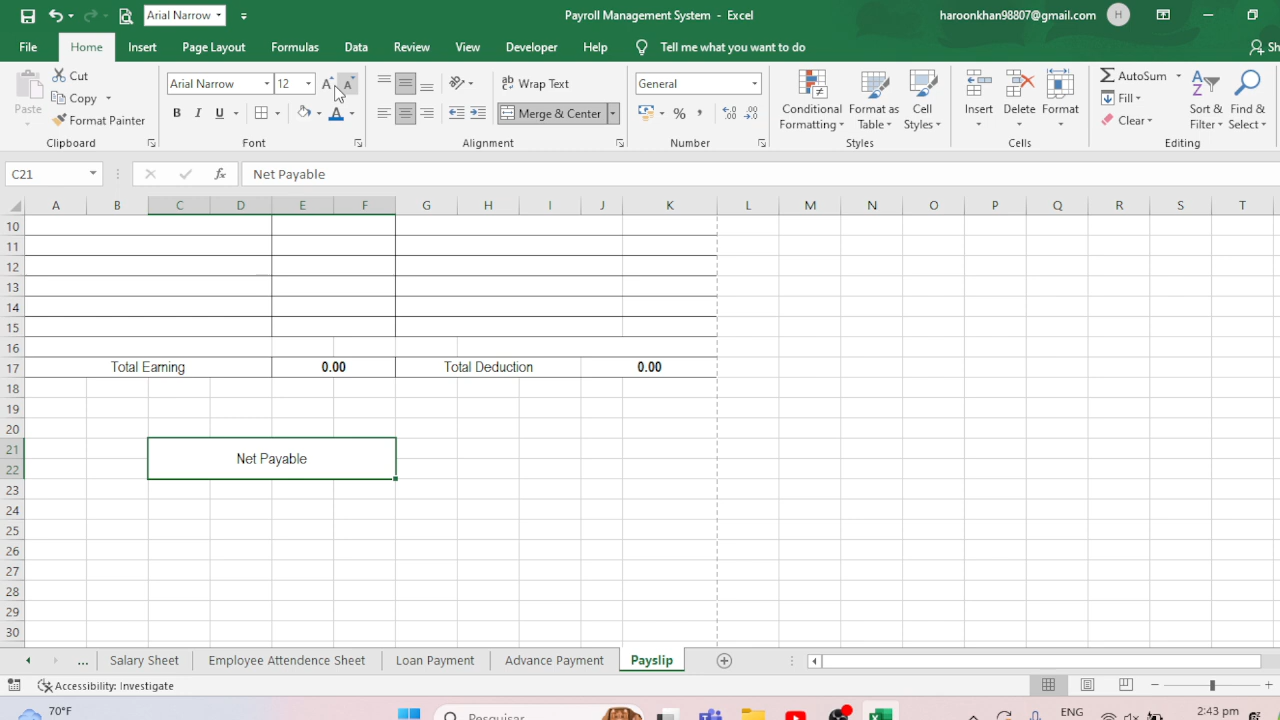 Arial Narrow
Payroll Management System - Excel
haroonkhan98807@gmail.com
H
File Home Insert Page Layout Formulas Data Review View Developer Help Tell me what you want to do
Sh
Paste
Cut
Copy
Format Painter
Clipboard
Arial Narrow 12 A A
B I U A
Font
ab Wrap Text
Merge & Center
Alignment
General
% ,
Number
Conditional Formatting
Format as Table
Cell Styles
Styles
Insert Delete Format
Cells
AutoSum
Fill
Clear
Sort & Filter
Find & Select
Editing
C21
fx
Net Payable
A B C D E F G H I J K L M N O P Q R S T
10
11
12
13
14
15
16
17 Total Earning 0.00 Total Deduction 0.00
18
19
20
21
Net Payable
22
23
24
25
26
27
28
29
30
... Salary Sheet Employee Attendence Sheet Loan Payment Advance Payment Payslip
Accessibility: Investigate
70°F
Pesquisar
ENG
2:43 pm